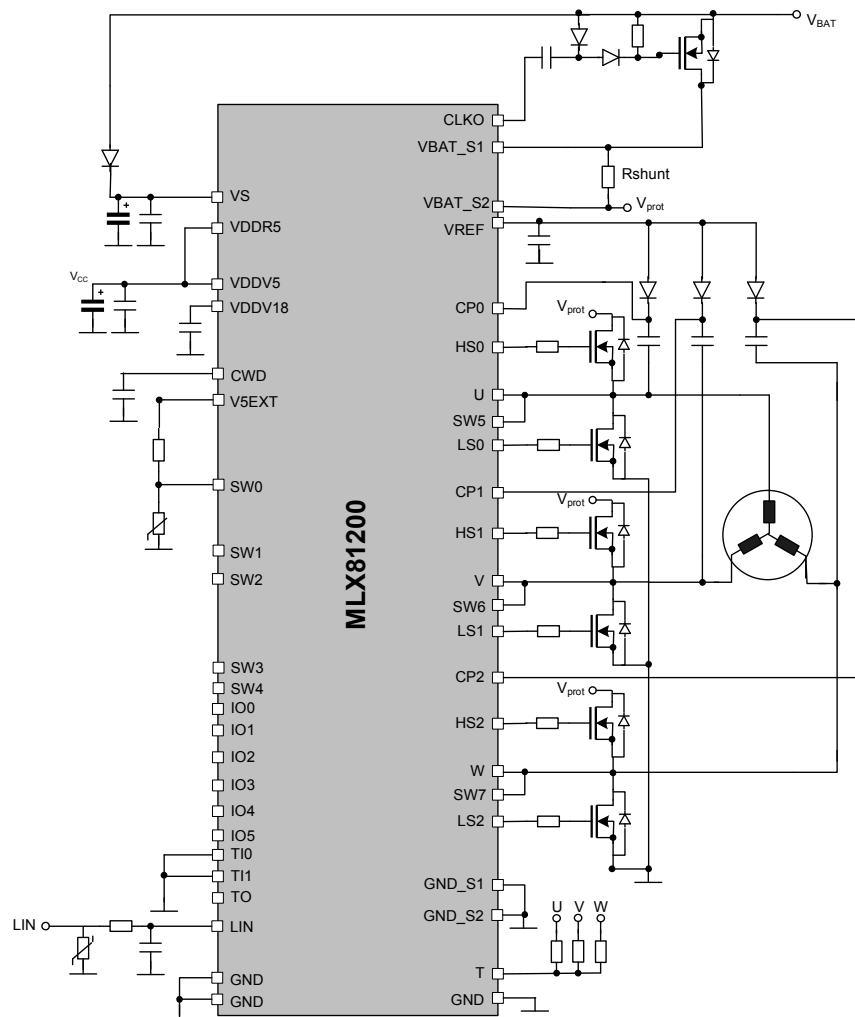 VBAT
CLKO
VBAT_S1
Rshunt
VS
VBAT_S2
Vprot
VDDR5
VREF
VCC
VDDV5
VDDV18
CP0
Vprot
HS0
CWD
U
V5EXT
SW5
LS0
SW0
CP1
Vprot
HS1
SW1
SW2
V
SW6
LS1
MLX81200
SW3
CP2
SW4
Vprot
IO0
IO1
HS2
IO2
W
IO3
SW7
IO4
LS2
IO5
TI0
TI1
GND_S1
TO
U V W
LIN
LIN
GND_S2
GND
T
GND
GND
+
+